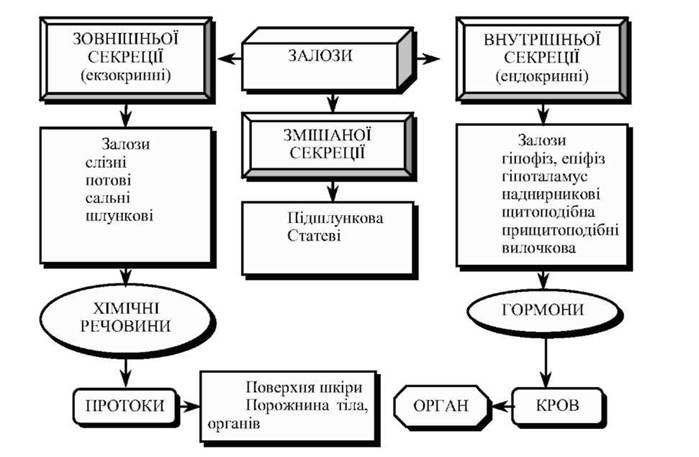 ЗОВНІШНЬОЇ
СЕКРЕЦІЇ
(екзокринні)
ЗАЛОЗИ
ВНУТРІШНЬОЇ
СЕКРЕЦІЇ
(ендокринні)
ЗМІШАНОЇ
СЕКРЕЦІЇ
Залози
слізні
потові
сальні
шлункові
Підшлункова
Статеві
Залози
гіпофіз, епіфіз
гіпоталамус
наднирникові
щитоподібна
прищитоподібні
вилочкова
ХІМІЧНІ
РЕЧОВИНИ
ГОРМОНИ
ПРОТОКИ
Поверхня шкіри
Порожнина тіла,
органів
ОРГАН
КРОВ